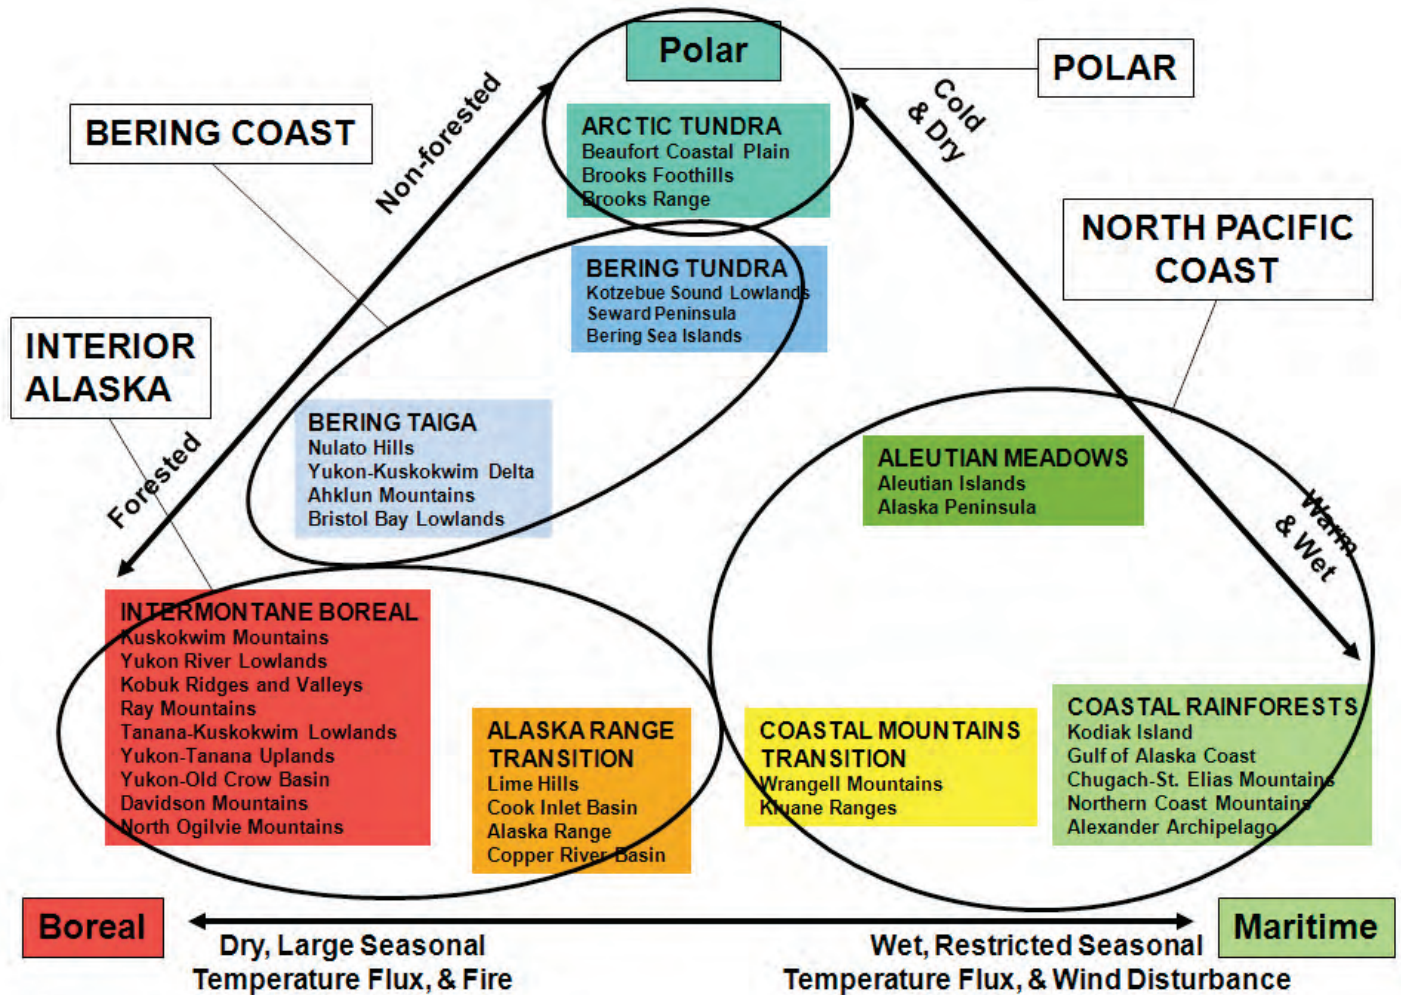 Polar
POLAR
BERING COAST
Non-forested
Cold
& Dry
ARCTIC TUNDRA
Beaufort Coastal Plain
Brooks Foothills
Brooks Range
NORTH PACIFIC
COAST
BERING TUNDRA
Kotzebue Sound Lowlands
Seward Peninsula
Bering Sea Islands
INTERIOR
ALASKA
BERING TAIGA
Nulato Hills
Yukon-Kuskokwim Delta
Ahklun Mountains
Bristol Bay Lowlands
Forested
ALEUTIAN MEADOWS
Aleutian Islands
Alaska Peninsula
Warm
& Wet
INTERMONTANE BOREAL
Kuskokwim Mountains
Yukon River Lowlands
Kobuk Ridges and Valleys
Ray Mountains
Tanana-Kuskokwim Lowlands
Yukon-Tanana Uplands
Yukon-Old Crow Basin
Davidson Mountains
North Ogilvie Mountains
ALASKA RANGE
TRANSITION
Lime Hills
Cook Inlet Basin
Alaska Range
Copper River Basin
COASTAL MOUNTAINS
TRANSITION
Wrangell Mountains
Kluane Ranges
COASTAL RAINFORESTS
Kodiak Island
Gulf of Alaska Coast
Chugach-St. Elias Mountains
Northern Coast Mountains
Alexander Archipelago
Boreal
Dry, Large Seasonal
Temperature Flux, & Fire
Wet, Restricted Seasonal
Temperature Flux, & Wind Disturbance
Maritime